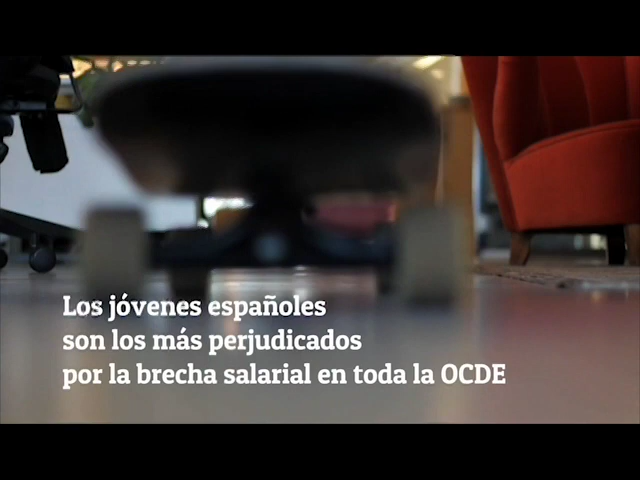 Los jóvenes españoles
son los más perjudicados
por la brecha salarial en toda la OCDE